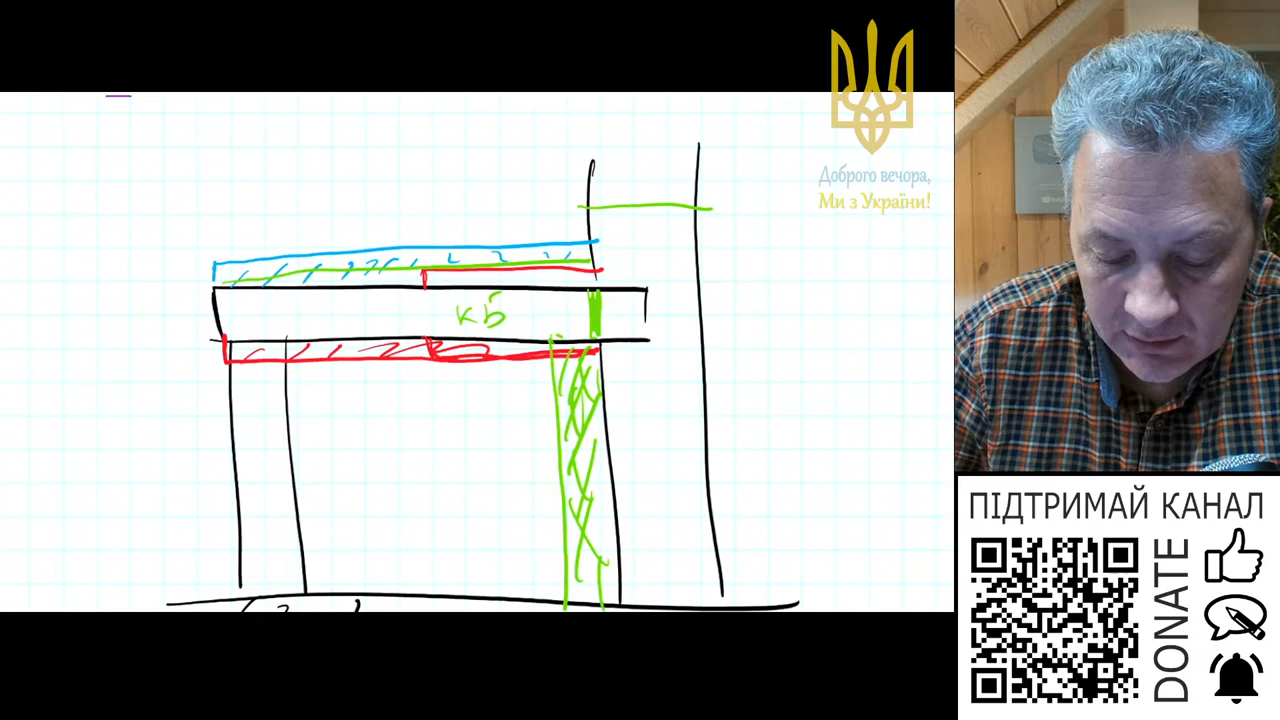 Доброго вечора,
Ми з України!
кб
ПІДТРИМАЙ КАНАЛ
DONATE